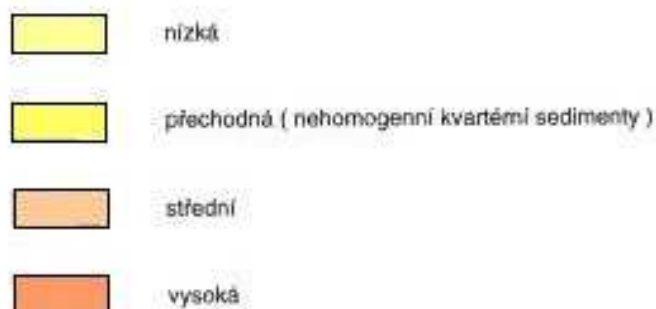 nízká
přechodná ( nehomogenní kvartérní sedimenty )
střední
vysoká